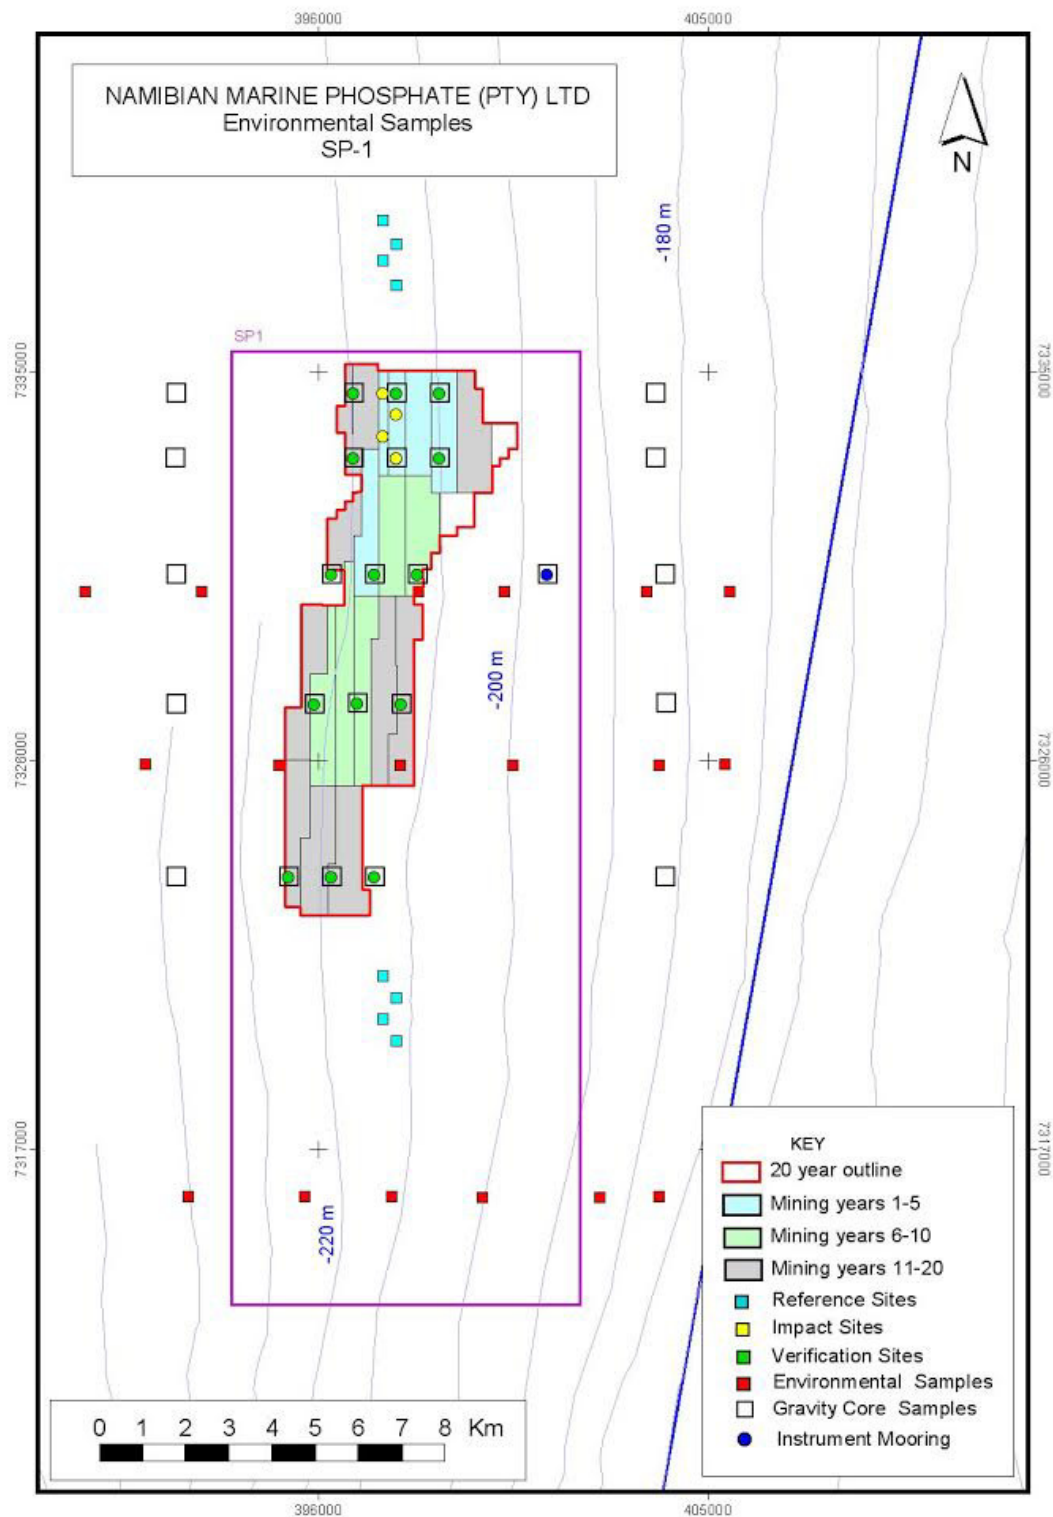 396000
405000
NAMIBIAN MARINE PHOSPHATE (PTY) LTD
Environmental Samples
SP-1
N
-180 m
SP1
7335000
7335000
-200 m
7326000
7326000
7317000
7317000
-220 m
KEY
20 year outline
Mining years 1-5
Mining years 6-10
Mining years 11-20
Reference Sites
Impact Sites
Verification Sites
Environmental Samples
Gravity Core Samples
Instrument Mooring
0 1 2 3 4 5 6 7 8 Km
396000
405000